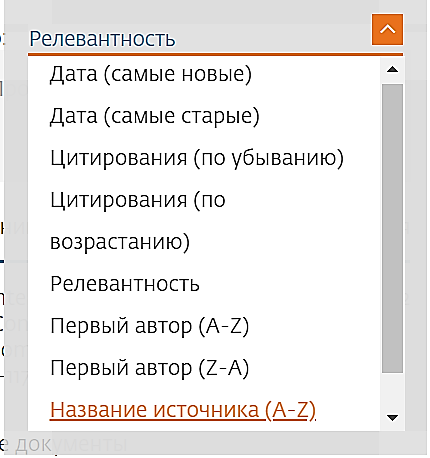 Релевантность
Дата (самые новые)
Дата (самые старые)
Цитирования (по убыванию)
Цитирования (по
возрастанию)
Релевантность
Первый автор (A-Z)
Первый автор (Z-A)
Название источника (A-Z)
е документы